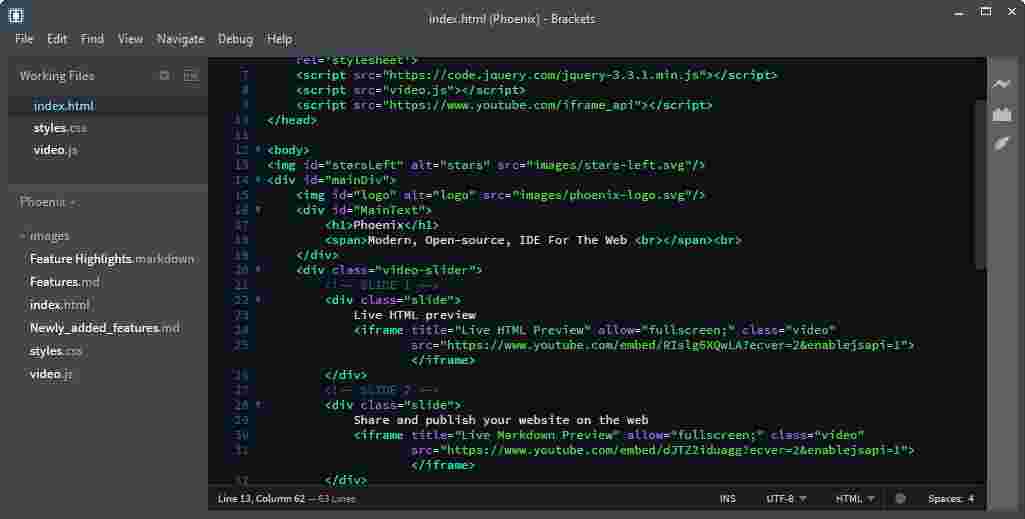 index.html (Phoenix) - Brackets
File Edit Find View Navigate Debug Help
Working Files
index.html
styles.css
video.js
Phoenix
images
Feature Highlights.markdown
Features.md
index.html
Newly_added_features.md
styles.css
video.js
rel='stylesheet'>
7 <script src="https://code.jquery.com/jquery-3.3.1.min.js"></script>
8 <script src="video.js"></script>
9 <script src="https://www.youtube.com/iframe_api"></script>
10 </head>
11
12 <body>
13 <img id="starsLeft" alt="stars" src="images/stars-left.svg"/>
14 <div id="mainDiv">
15 <img id="logo" alt="logo" src="images/phoenix-logo.svg"/>
16 <div id="MainText">
17 <h1>Phoenix</h1>
18 <span>Modern, Open-source, IDE For The Web <br></span><br>
19 </div>
20 <div class="video-slider">
21 <!-- SLIDE 1 -->
22 <div class="slide">
23 Live HTML preview
24 <iframe title="Live HTML Preview" allow="fullscreen;" class="video"
25 src="https://www.youtube.com/embed/RIslg6XQwLA?ecver=2&enablejsapi=1">
</iframe>
26 </div>
27 <!-- SLIDE 2 -->
28 <div class="slide">
29 Share and publish your website on the web
30 <iframe title="Live Markdown Preview" allow="fullscreen;" class="video"
31 src="https://www.youtube.com/embed/dJTZ2iduagg?ecver=2&enablejsapi=1">
</iframe>
32 </div>
Line 13, Column 62 — 63 Lines INS UTF-8 HTML Spaces: 4